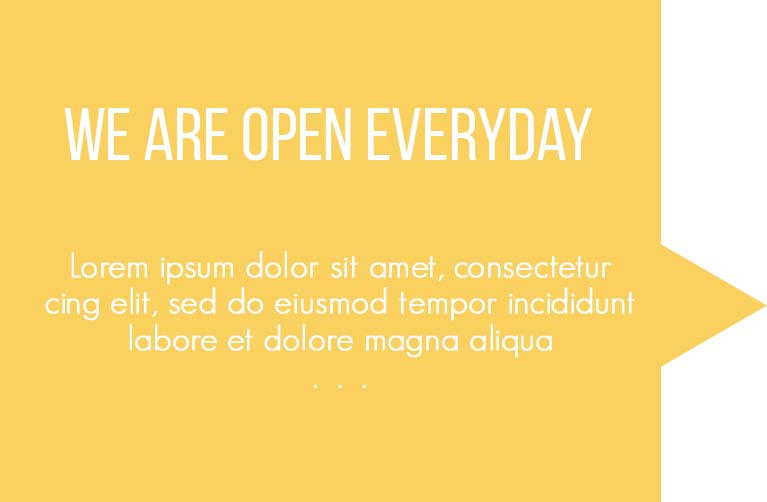 WE ARE OPEN EVERYDAY
Lorem ipsum dolor sit amet, consectetur
cing elit, sed do eiusmod tempor incididunt
labore et dolore magna aliqua
. . .